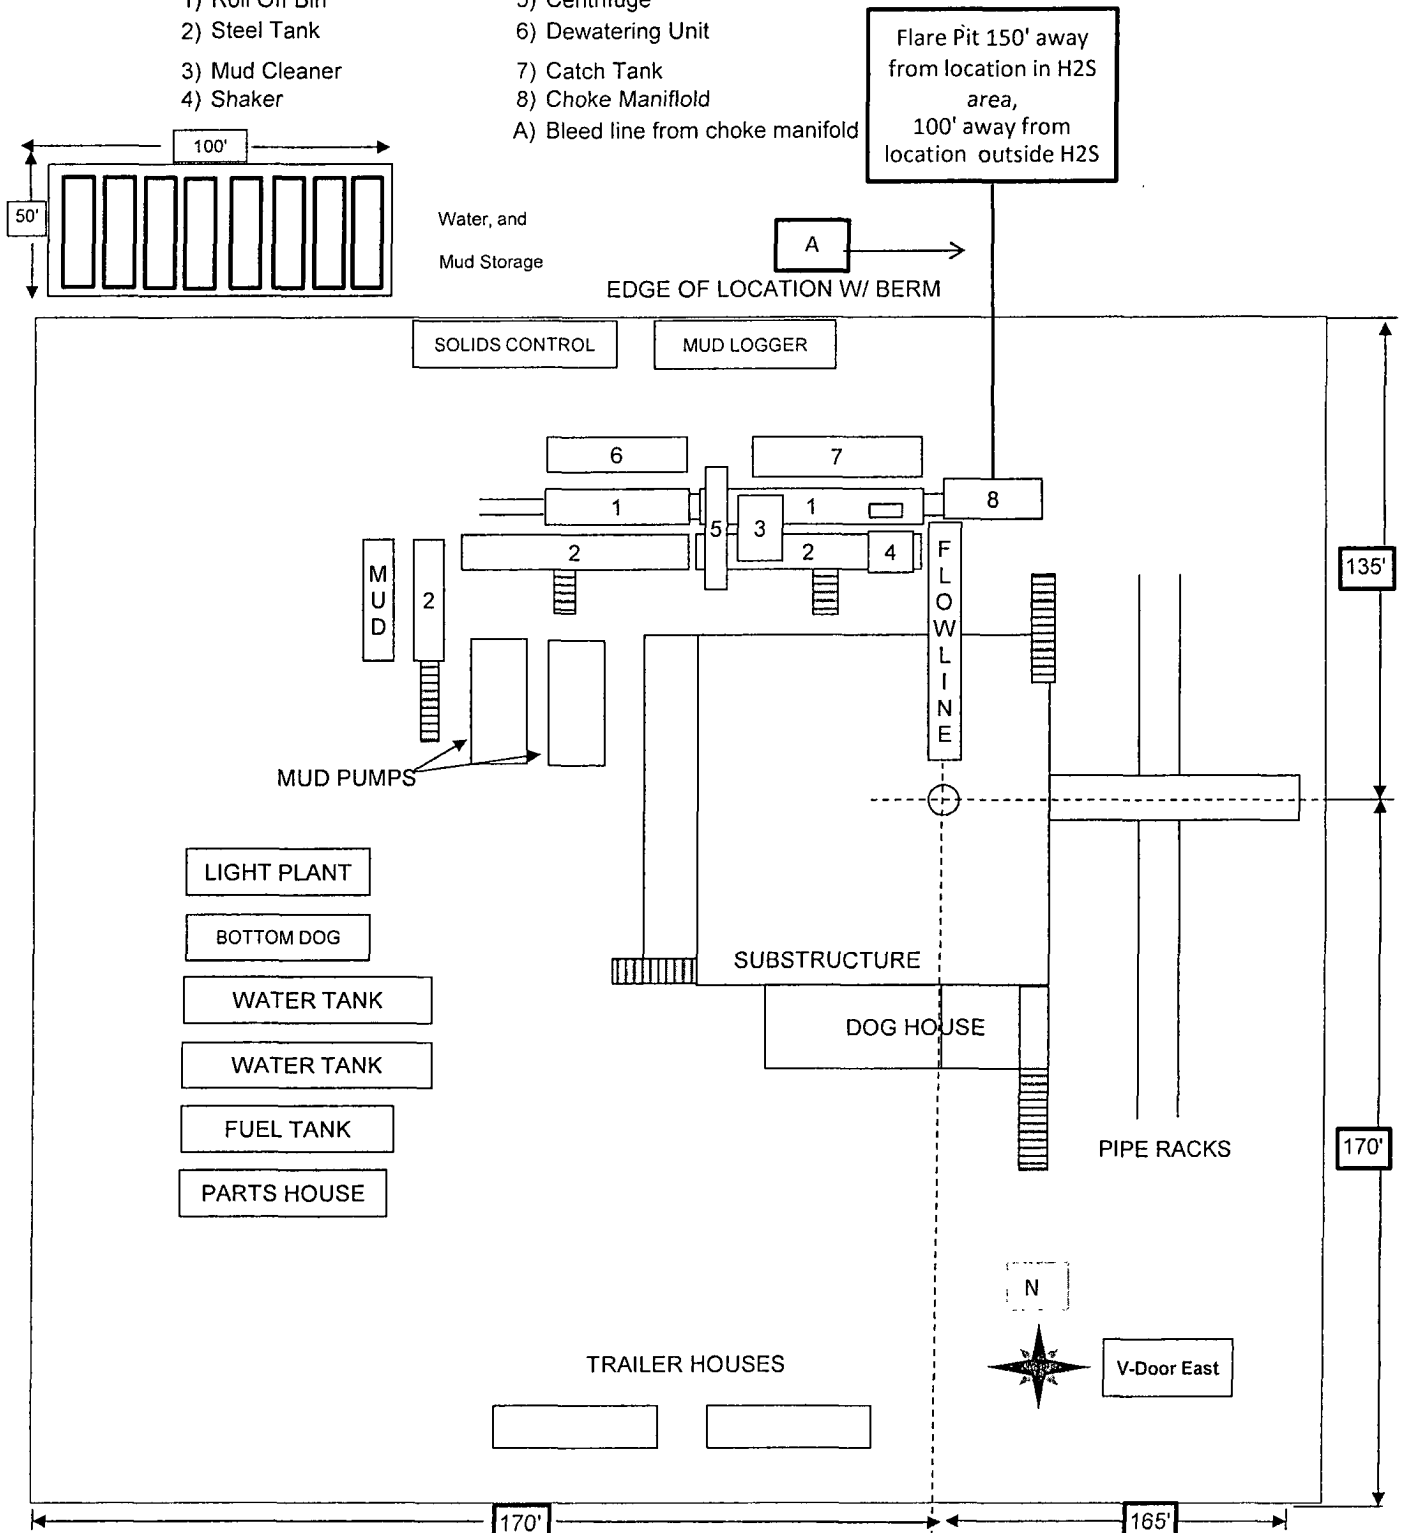 1) Roll Off Bin
5) Centrifuge
2) Steel Tank
6) Dewatering Unit
3) Mud Cleaner
7) Catch Tank
4) Shaker
8) Choke Maniflold
A) Bleed line from choke manifold
Flare Pit 150' away
from location in H2S
area,
100' away from
location outside H2S
100'
50'
Water, and
Mud Storage
A
EDGE OF LOCATION W/ BERM
SOLIDS CONTROL
MUD LOGGER
6
7
1
5
3
1
8
2
2
4
MUD
2
FLOWLINE
135'
MUD PUMPS
LIGHT PLANT
BOTTOM DOG
WATER TANK
WATER TANK
FUEL TANK
PARTS HOUSE
SUBSTRUCTURE
DOG HOUSE
PIPE RACKS
170'
N
V-Door East
TRAILER HOUSES
170'
165'